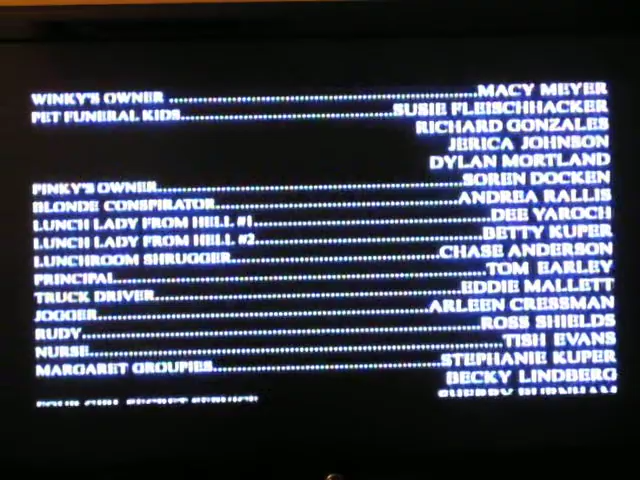 WINKY'S OWNER ........................ MACY MEYER
PET FUNERAL KIDS........................ SUSIE FLEISCHHACKER
RICHARD GONZALES
JERICA JOHNSON
DYLAN MORTLAND
PINKY'S OWNER........................ SOREN DOCKEN
BLONDE CONSPIRATOR........................ ANDREA RALLIS
LUNCH LADY FROM HELL #1........................ DEE YAROCH
LUNCH LADY FROM HELL #2........................ BETTY KUPER
LUNCHROOM SHRUGGER........................ CHASE ANDERSON
PRINCIPAL........................ TOM EARLEY
TRUCK DRIVER........................ EDDIE MALLETT
JOGGER........................ ARLEEN CRESSMAN
RUDY........................ ROSS SHIELDS
NURSE........................ TISH EVANS
MARGARET GROUPIES........................ STEPHANIE KUPER
BECKY LINDBERG